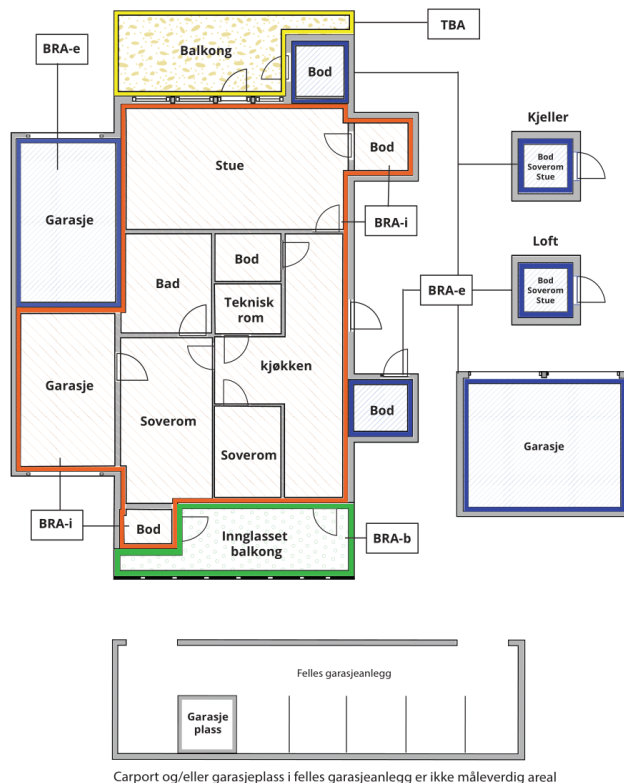 TBA
BRA-e
Balkong
Bod
Kjeller
Stue
Bod
Bod
Soverom
Stue
Garasje
BRA-i
Loft
Bad
Bod
Teknisk
rom
BRA-e
Bod
Soverom
Stue
kjøkken
Garasje
Soverom
Bod
Garasje
Soverom
BRA-i
Bod
Innglasset
balkong
BRA-b
Felles garasjeanlegg
Garasje
plass
Carport og/eller garasjeplass i felles garasjeanlegg er ikke måleverdig areal